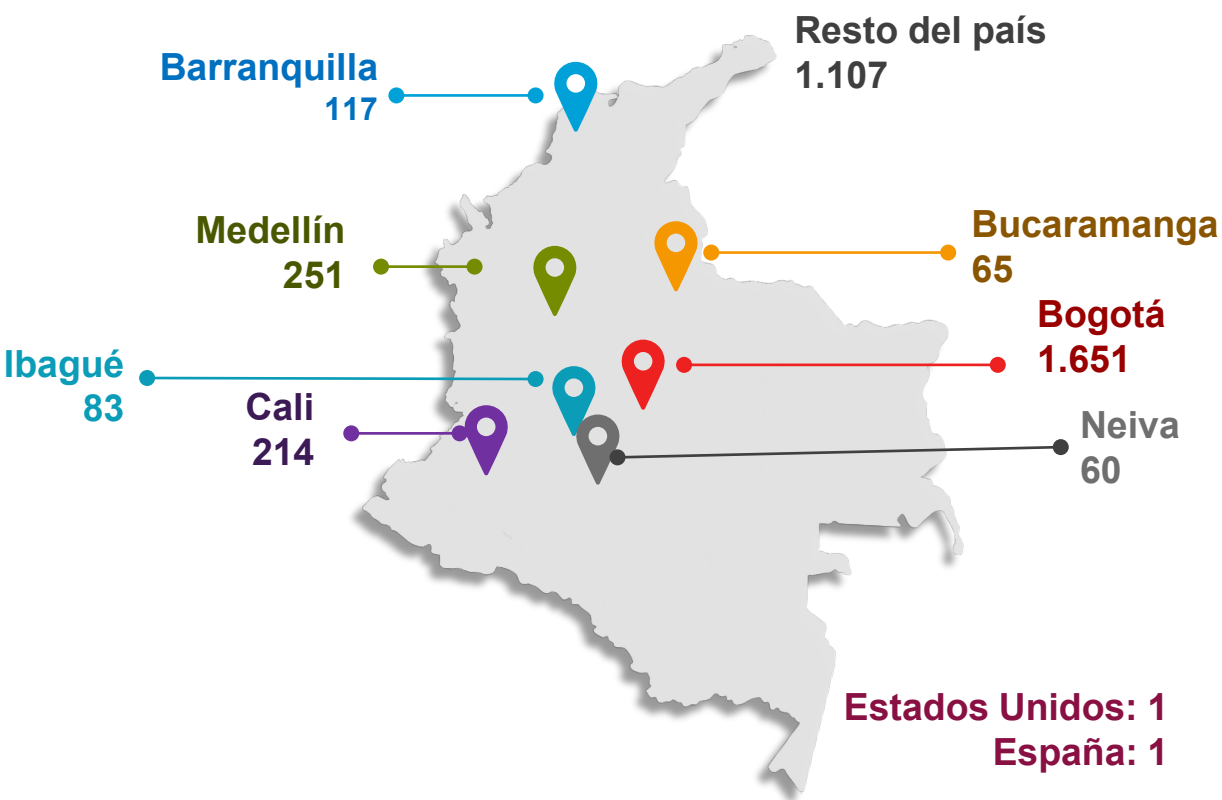 Resto del país
1.107
Barranquilla
117
Medellín
251
Bucaramanga
65
Bogotá
1.651
Ibagué
83
Cali
214
Neiva
60
Estados Unidos: 1
España: 1